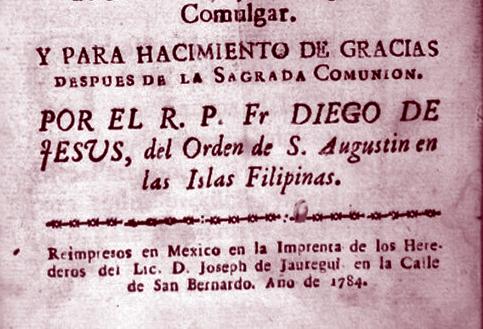 Comulgar.
Y PARA HACIMIENTO DE GRACIAS
DESPUES DE LA SAGRADA COMUNION.
POR EL R. P. Fr DIEGO DE
JESUS, del Orden de S. Augustin en
las Islas Filipinas.
Reimpresos en Mexico en la Imprenta de los Here-
deros del Lic. D. Joseph de Jauregui. en la Calle
de San Bernardo. Año de 1784.